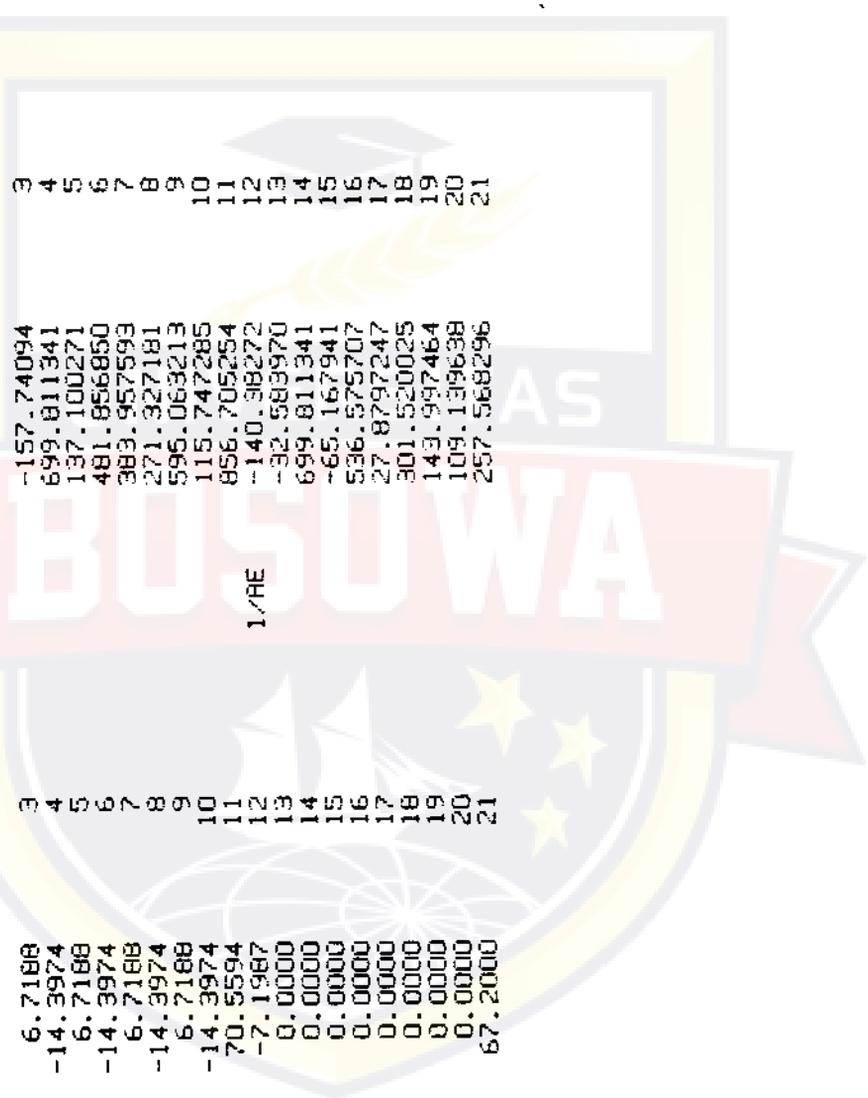 6.7188 3 -157.74094 3
-14.3974 4 699.811341 4
6.7188 5 137.100271 5
-14.3974 6 481.856850 6
6.7188 7 383.957593 7
-14.3974 8 271.327181 8
6.7188 9 595.063213 9
-14.3974 10 115.747285 10
70.5594 11 856.705254 11
-7.1987 12 1/AE -140.38272 12
0.0000 13 -32.583970 13
0.0000 14 699.811341 14
0.0000 15 -65.167941 15
0.0000 16 536.575707 16
0.0000 17 27.8797247 17
0.0000 18 301.520025 18
0.0000 19 143.997464 19
0.0000 20 109.139638 20
67.2000 21 257.568296 21
AS
BOSOWA